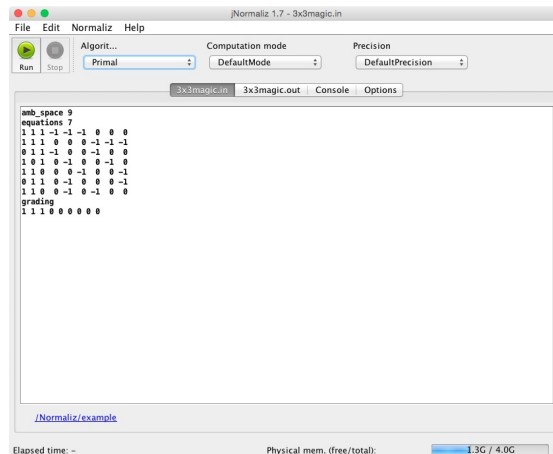 jNormaliz 1.7 - 3x3magic.in
File Edit Normaliz Help
Algorit... Computation mode Precision
Run Stop Primal DefaultMode DefaultPrecision
3x3magic.in 3x3magic.out Console Options
amb_space 9
equations 7
1 1 1 -1 -1 -1 0 0 0
1 1 1 0 0 0 -1 -1 -1
0 1 1 -1 0 0 -1 0 0
1 0 1 0 -1 0 0 -1 0
1 1 0 0 0 -1 0 0 -1
0 1 1 0 -1 0 0 0 -1
1 1 0 0 -1 0 -1 0 0
grading
1 1 1 0 0 0 0 0 0
/Normaliz/example
Elapsed time: – Physical mem. (free/total): 1.3G / 4.0G